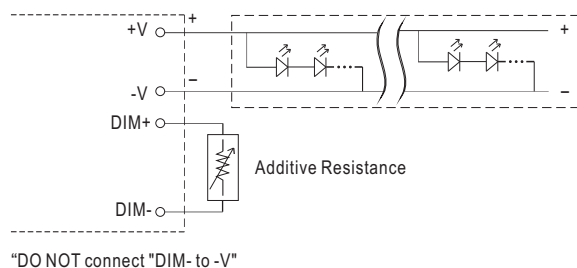 +V
+
-V
−
+
−
DIM+
Additive Resistance
DIM-
“DO NOT connect "DIM- to -V"